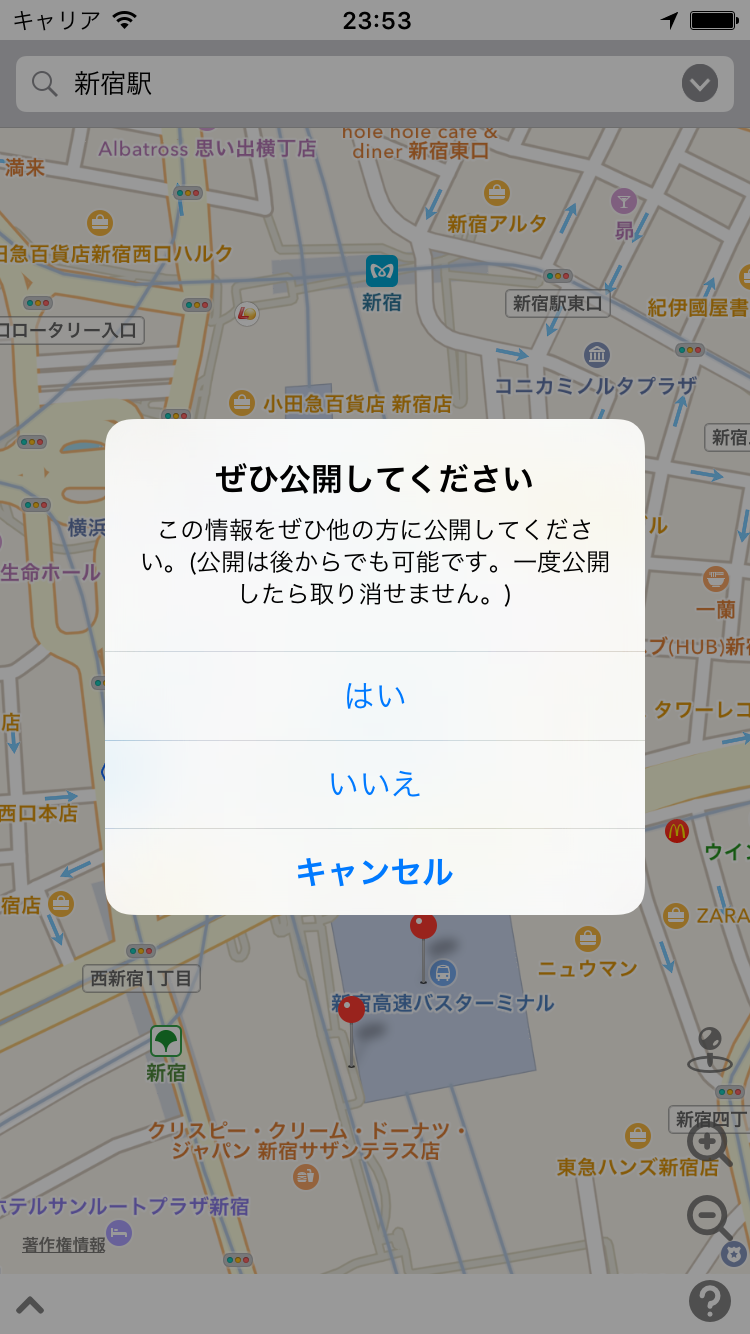 キャリア 23:53
新宿駅
hole hole cafe &
diner 新宿東口
Albatross 思い出横丁店
満来
新宿アルタ
昴
田急百貨店新宿西口ハルク
新宿
新宿駅東口
紀伊國屋書
口ロータリー入口
コニカミノルタプラザ
小田急百貨店 新宿店
新宿
ぜひ公開してください
この情報をぜひ他の方に公開してくださ
い。(公開は後からでも可能です。一度公開
したら取り消せません。)
はい
いいえ
キャンセル
横浜
ル
生命ホール
一蘭
ブ(HUB)新宿
タワーレコ
店
西口本店
ウイン
宿店
ZARA
ニュウマン
西新宿1丁目
新宿高速バスターミナル
新宿
新宿四丁
クリスピー・クリーム・ドーナツ・
ジャパン 新宿サザンテラス店
東急ハンズ新宿店
ホテルサンルートプラザ新宿
著作権情報